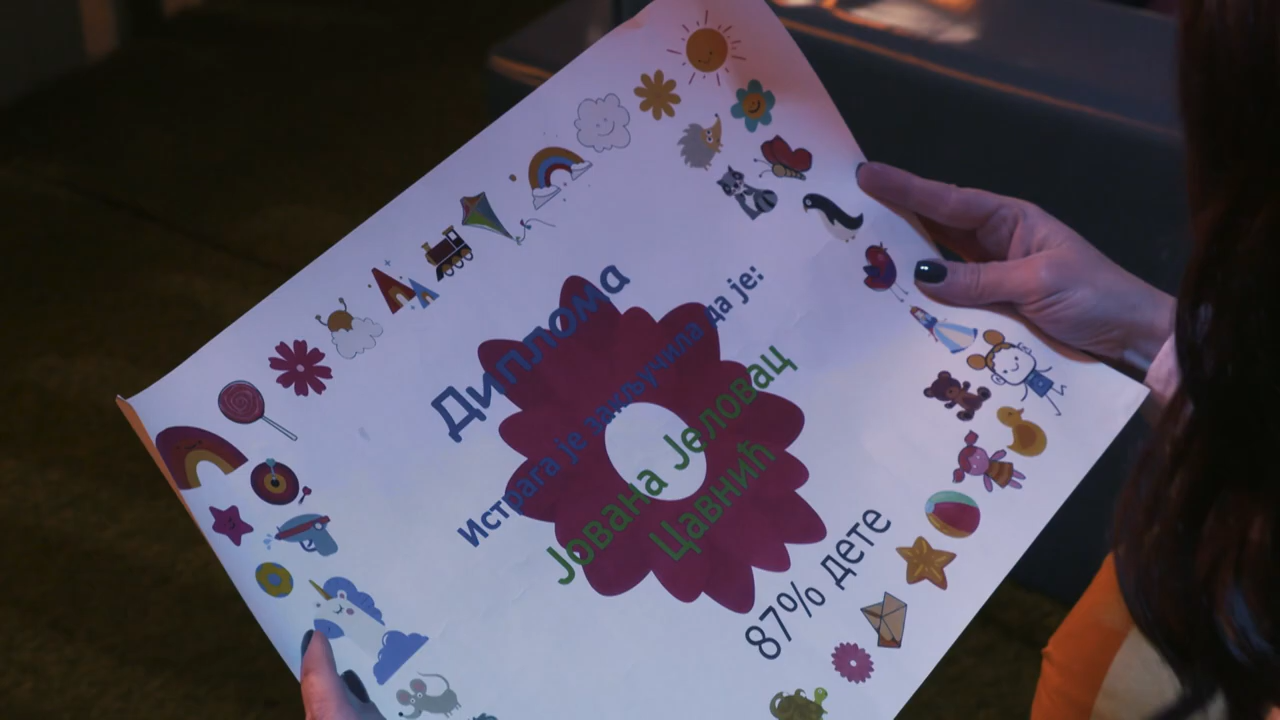 Диплома
Истрага је закључила да је:
Јована Јеловац
Цавнић
87% дете